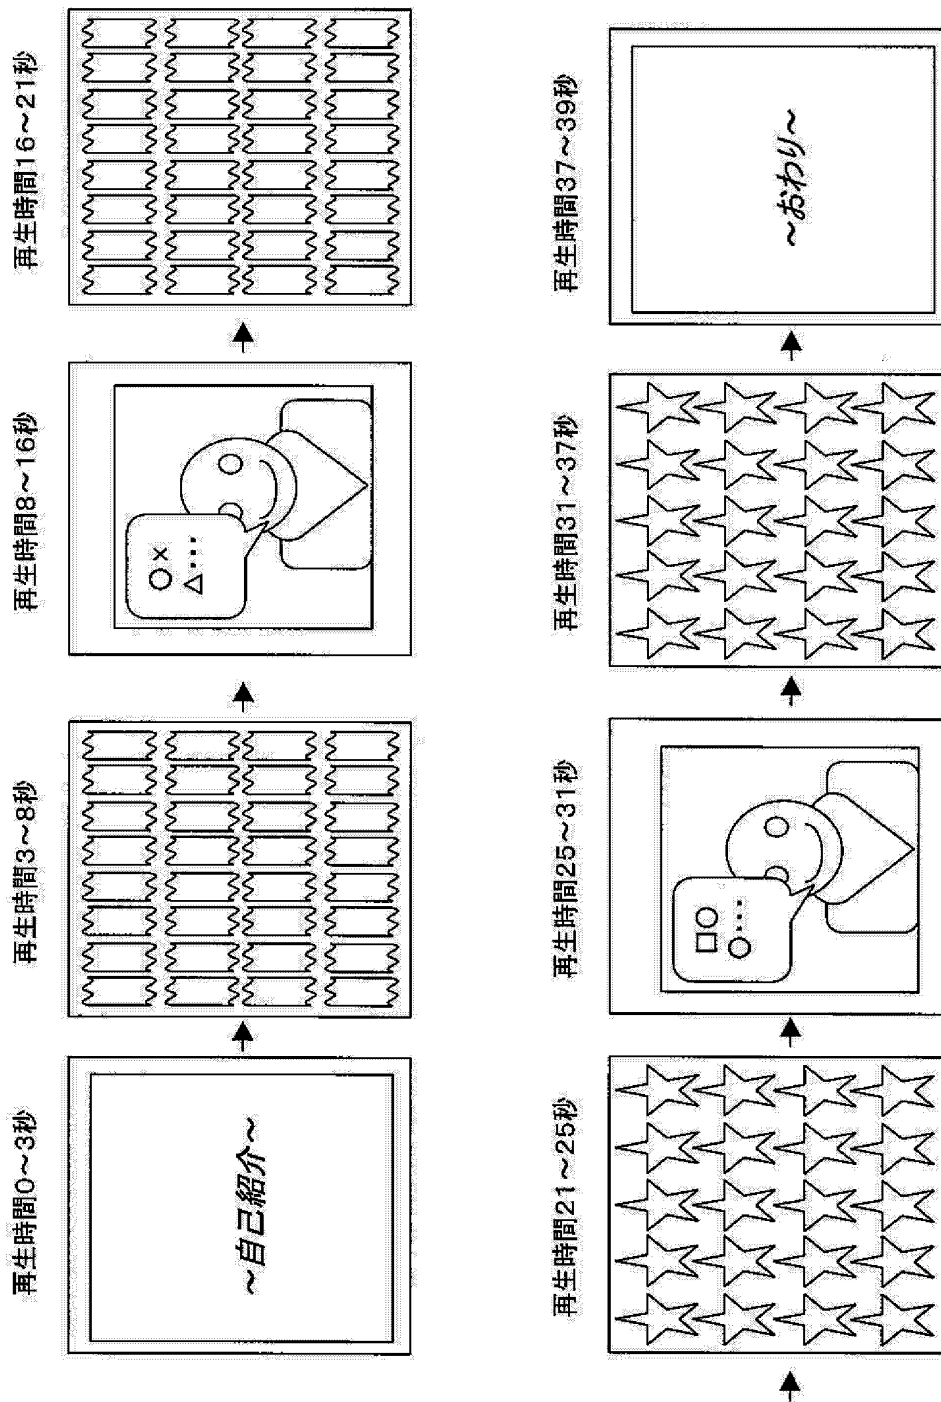 再生時間0～3秒
～自己紹介～
再生時間3～8秒
再生時間8～16秒
○×
△・・・
再生時間16～21秒
再生時間21～25秒
再生時間25～31秒
□○
○・・・
再生時間31～37秒
再生時間37～39秒
～おわり～